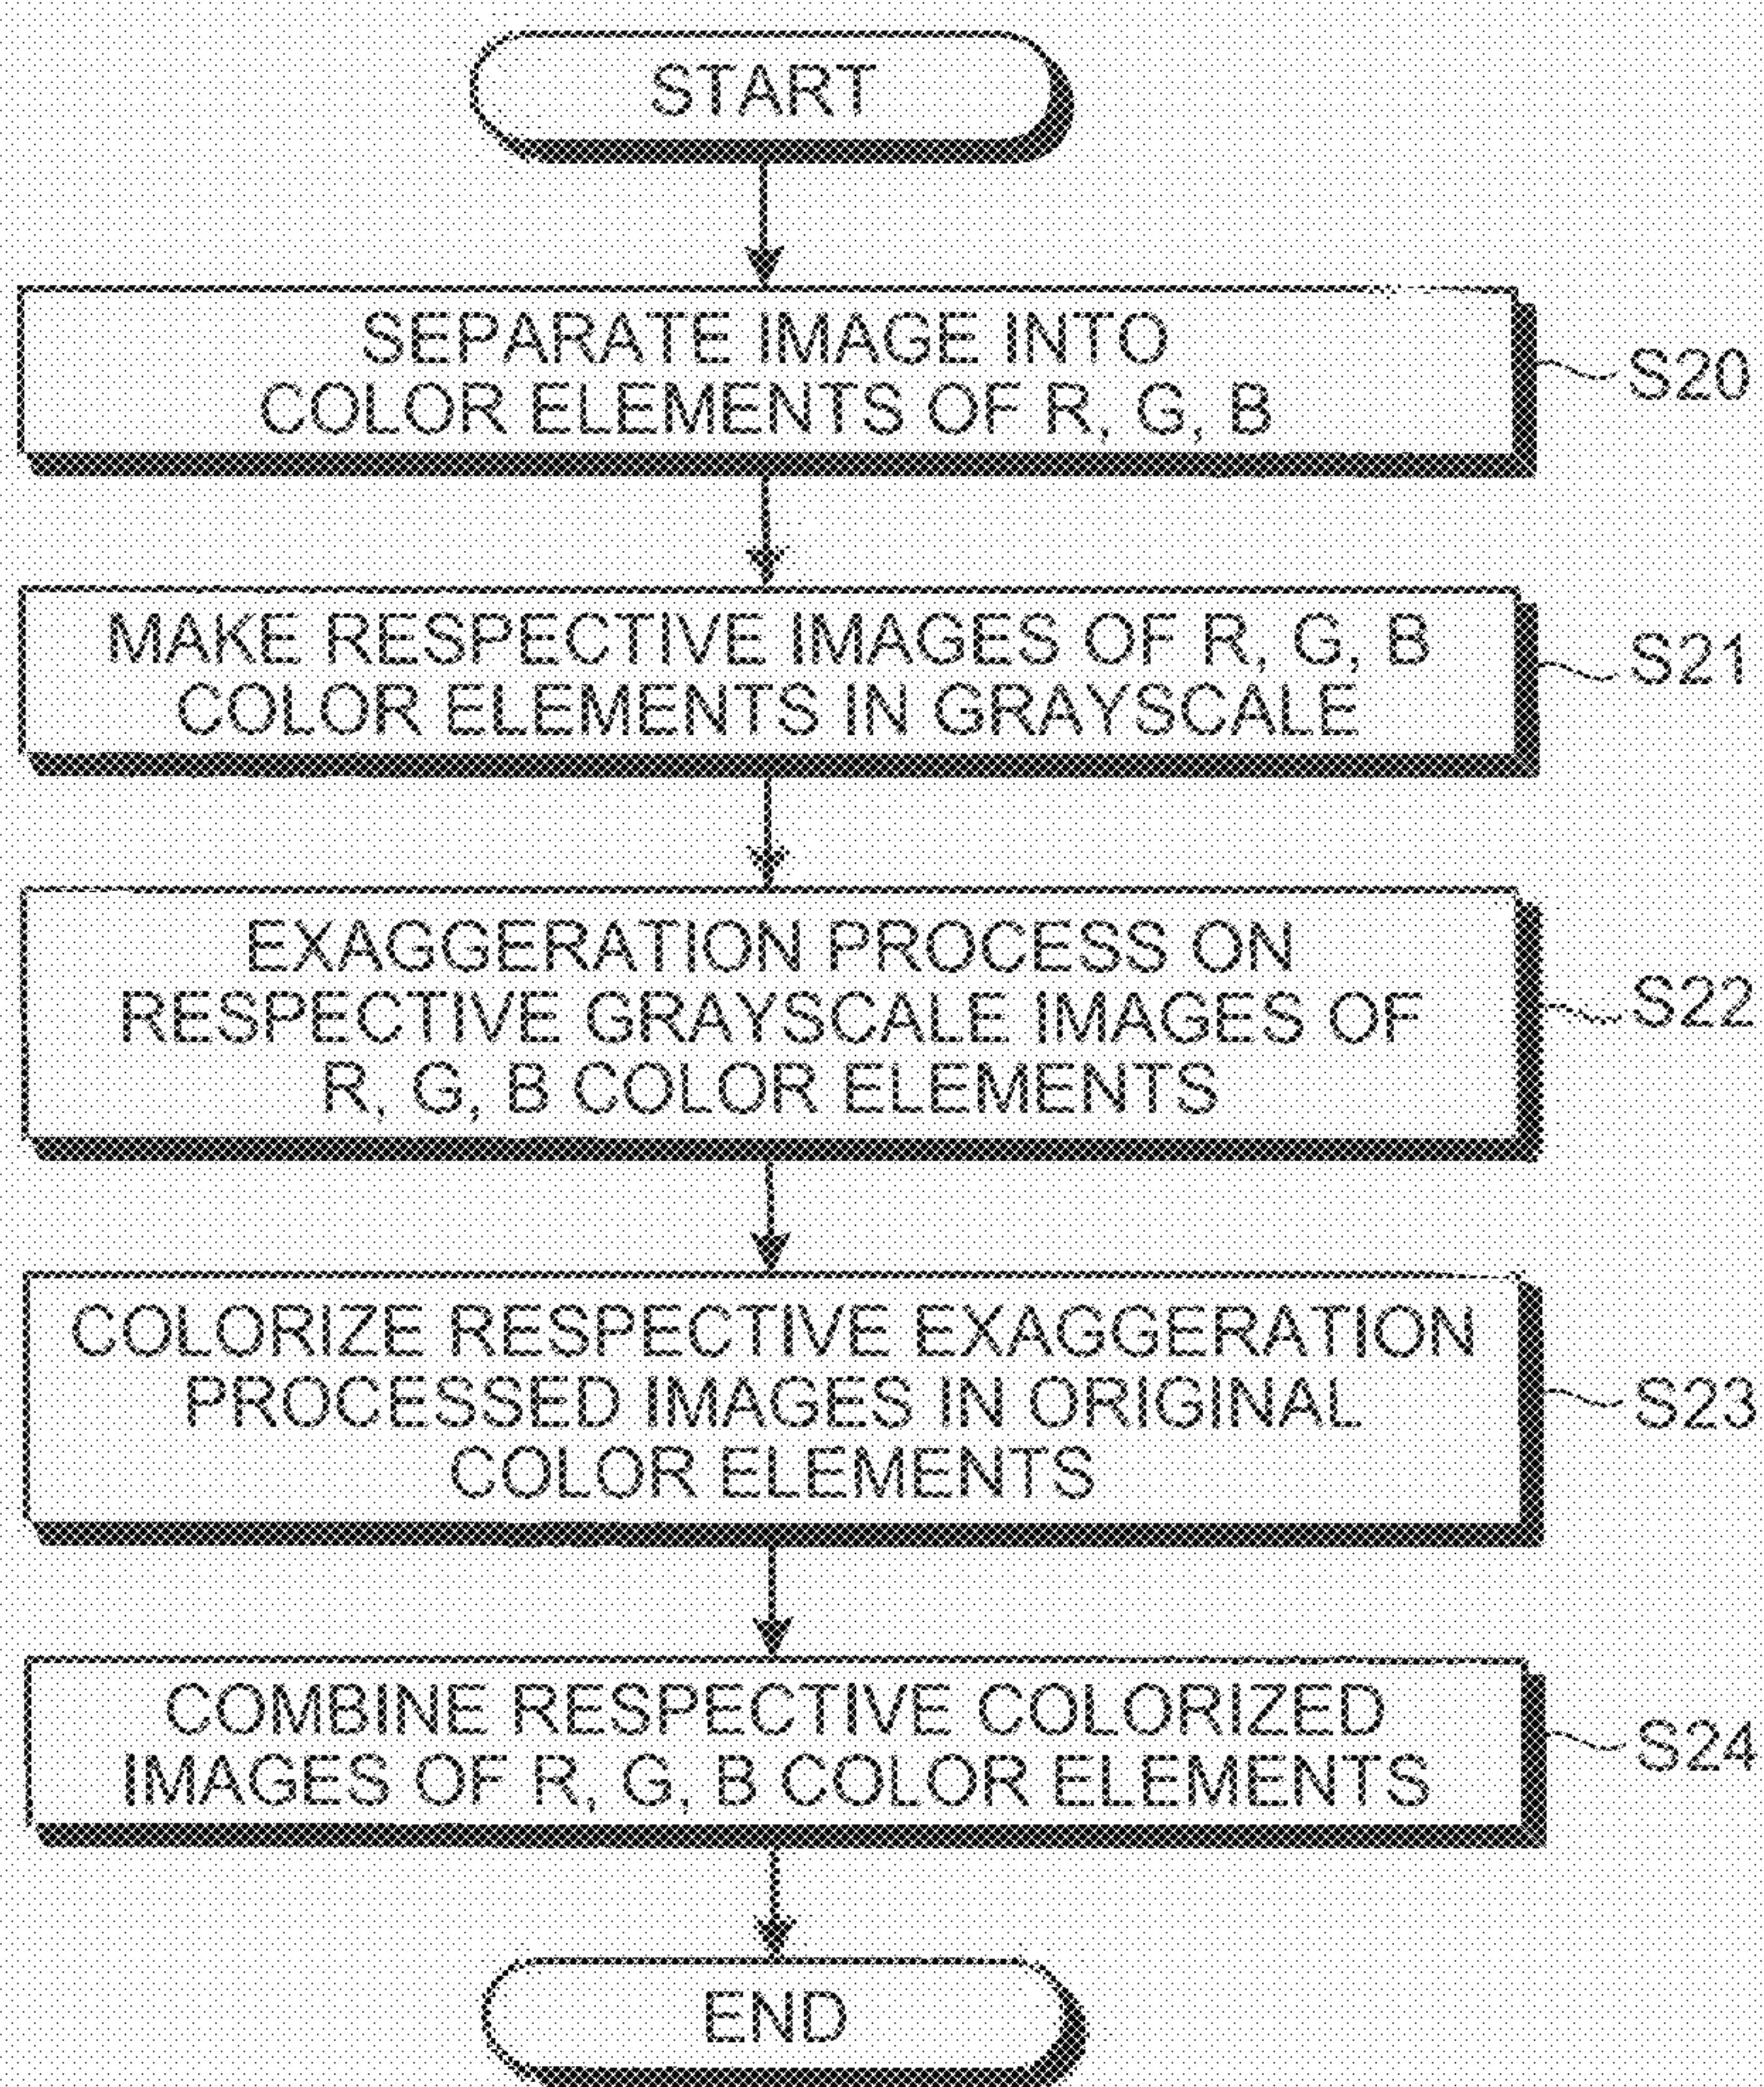 START
SEPARATE IMAGE INTO
COLOR ELEMENTS OF R, G, B
S20
MAKE RESPECTIVE IMAGES OF R, G, B
COLOR ELEMENTS IN GRAYSCALE
S21
EXAGGERATION PROCESS ON
RESPECTIVE GRAYSCALE IMAGES OF
R, G, B COLOR ELEMENTS
S22
COLORIZE RESPECTIVE EXAGGERATION
PROCESSED IMAGES IN ORIGINAL
COLOR ELEMENTS
S23
COMBINE RESPECTIVE COLORIZED
IMAGES OF R, G, B COLOR ELEMENTS
S24
END